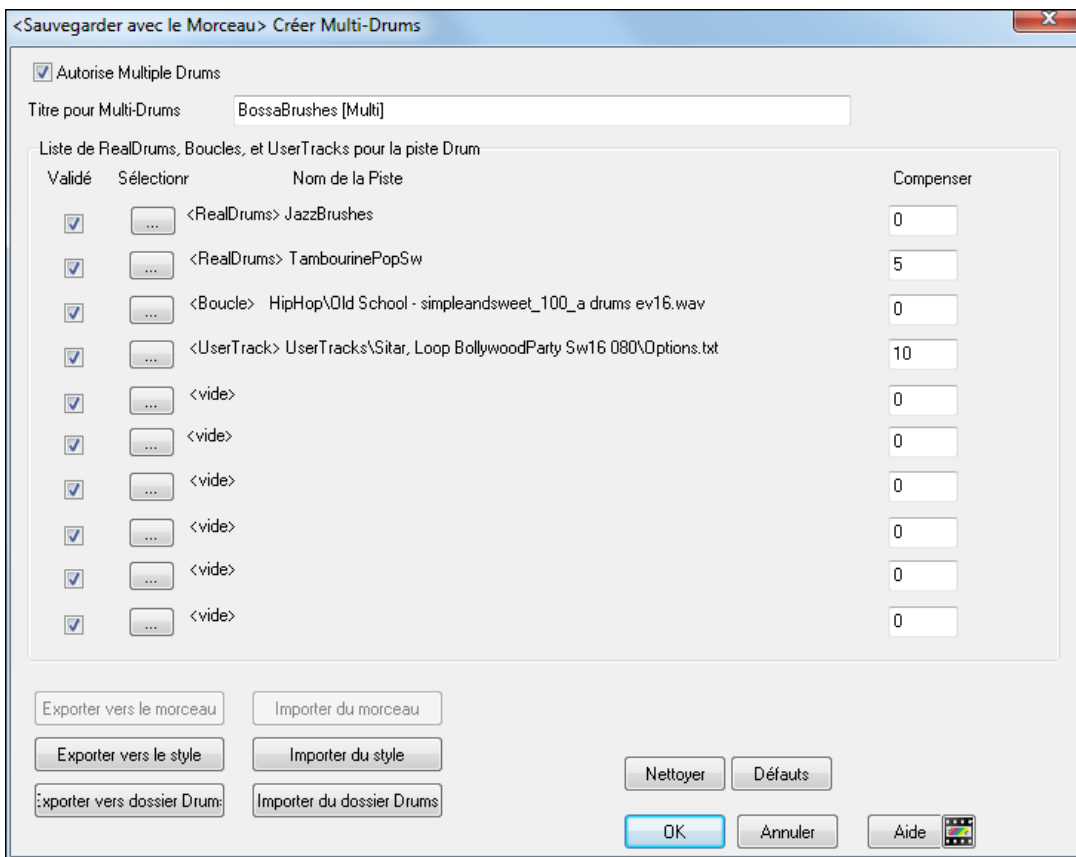 <Sauvegarder avec le Morceau> Créer Multi-Drums
Autorise Multiple Drums
Titre pour Multi-Drums BossaBrushes [Multi]
Liste de RealDrums, Boucles, et UserTracks pour la piste Drum
Validé Sélectionr Nom de la Piste Compenser
... <RealDrums> JazzBrushes 0
... <RealDrums> TambourinePopSw 5
... <Boucle> HipHop\Old School - simpleandsweet_100_a drums ev16.wav 0
... <UserTrack> UserTracks\Sitar, Loop BollywoodParty Sw16 080\Options.txt 10
... <vide> 0
... <vide> 0
... <vide> 0
... <vide> 0
... <vide> 0
... <vide> 0
Exporter vers le morceau Importer du morceau
Exporter vers le style Importer du style
Nettoyer Défauts
Exporter vers dossier Drum Importer du dossier Drums
OK Annuler Aide